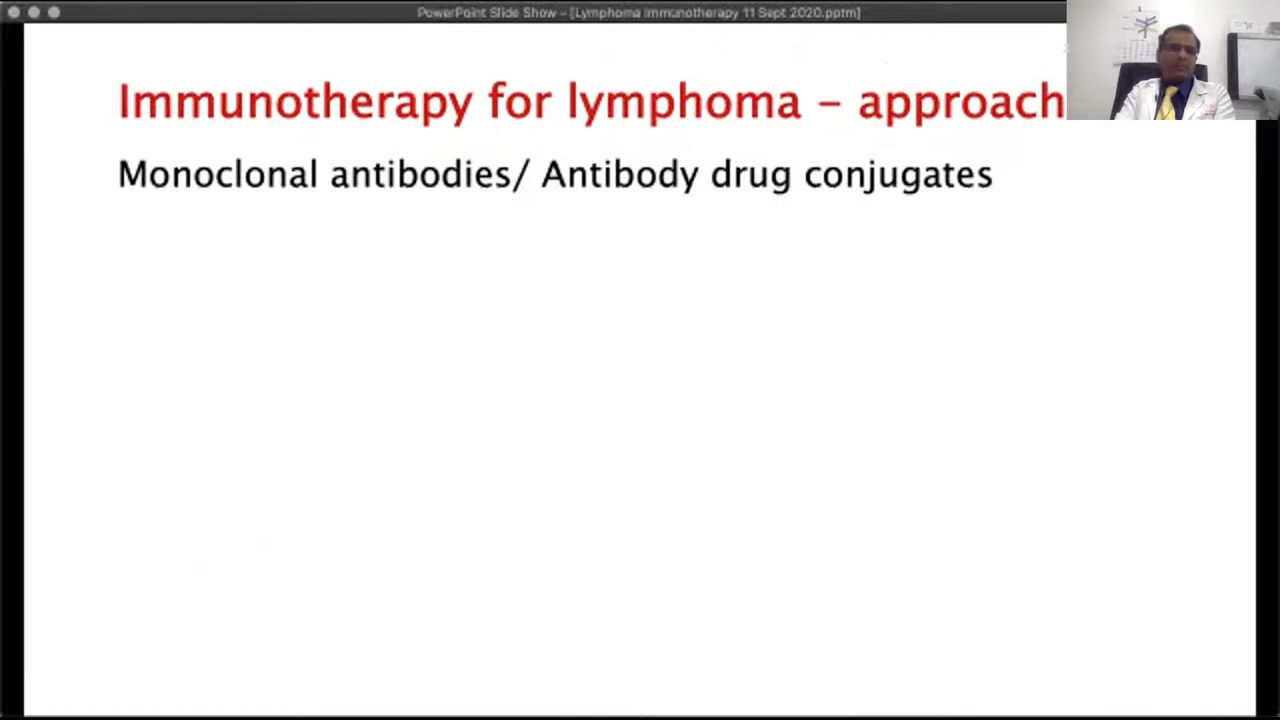 PowerPoint Slide Show – [Lymphoma Immunotherapy 11 Sept 2020.pptm]
Immunotherapy for lymphoma – approach
Monoclonal antibodies/ Antibody drug conjugates